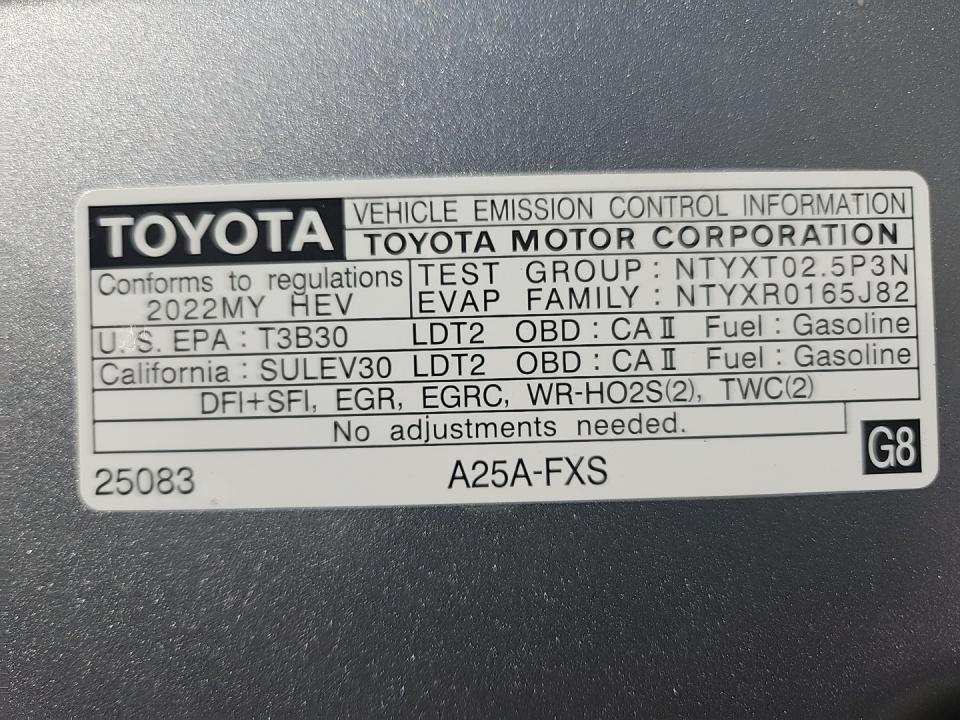 TOYOTA
VEHICLE EMISSION CONTROL INFORMATION
TOYOTA MOTOR CORPORATION
Conforms to regulations
2022MY HEV
TEST GROUP : NTYXT02.5P3N
EVAP FAMILY : NTYXR0165J82
U.S. EPA : T3B30 LDT2 OBD : CA II Fuel : Gasoline
California : SULEV30 LDT2 OBD : CA II Fuel : Gasoline
DFI+SFI, EGR, EGRC, WR-HO2S(2), TWC(2)
No adjustments needed.
25083 A25A-FXS G8